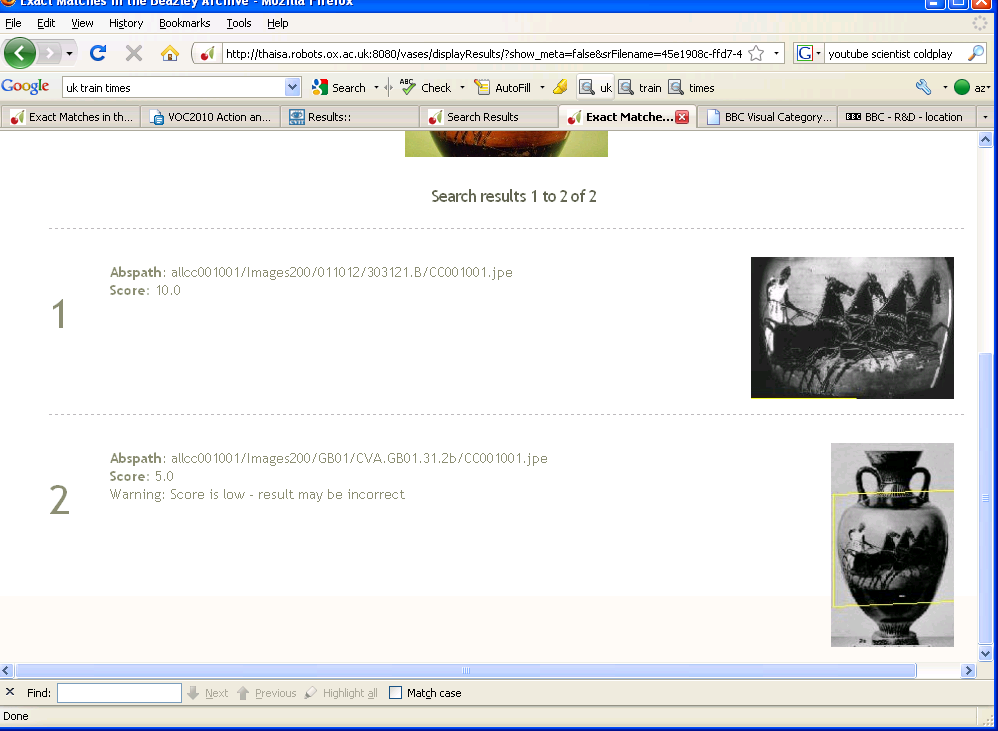 Exact Matches in the Beazley Archive - Mozilla Firefox
File Edit View History Bookmarks Tools Help
http://thaisa.robots.ox.ac.uk:8080/vases/displayResults/?show_meta=false&srFilename=45e1908c-ffd7-4
G youtube scientist coldplay
Google uk train times Search ABC Check AutoFill uk train times az
Exact Matches in th... VOC2010 Action an... Results:: Search Results Exact Matche... BBC Visual Category... BBC BBC - R&D - location
Search results 1 to 2 of 2
1
Abspath: allcc001001/Images200/011012/303121.B/CC001001.jpe
Score: 10.0
2
Abspath: allcc001001/Images200/GB01/CVA.GB01.31.2b/CC001001.jpe
Score: 5.0
Warning: Score is low - result may be incorrect
Find: Next Previous Highlight all Match case
Done